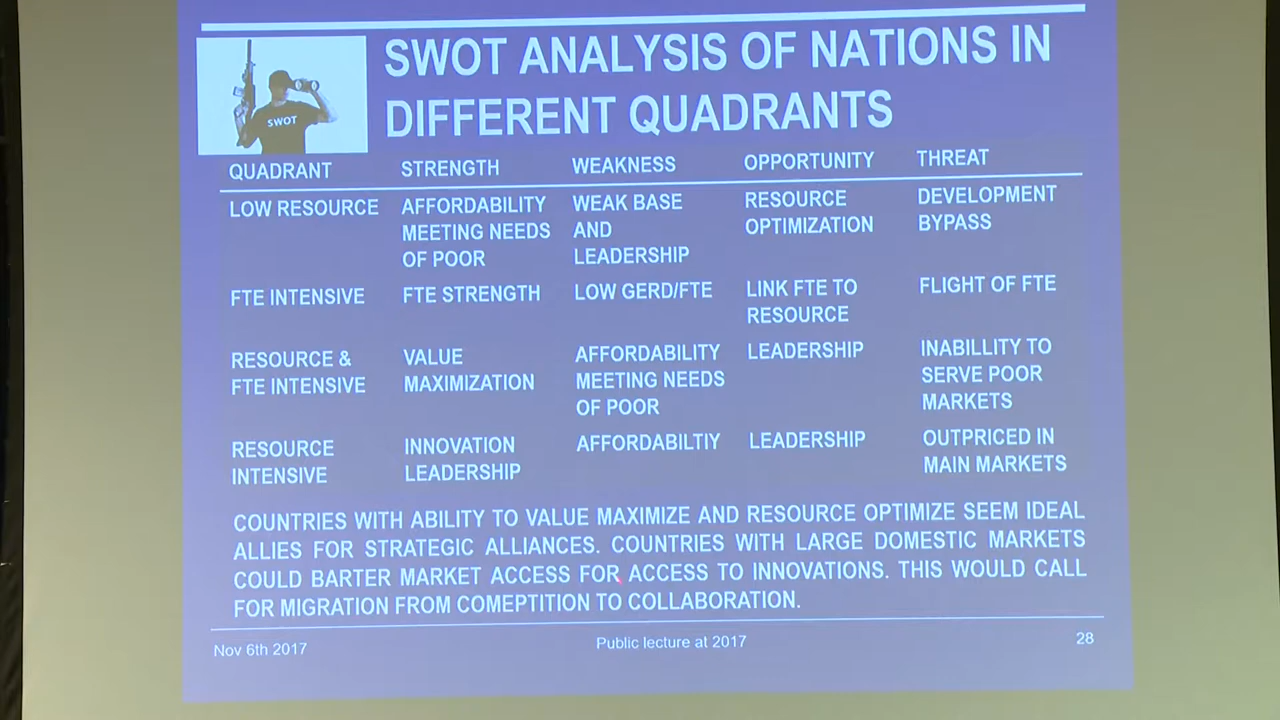 SWOT ANALYSIS OF NATIONS IN
DIFFERENT QUADRANTS
SWOT
QUADRANT STRENGTH WEAKNESS OPPORTUNITY THREAT
LOW RESOURCE AFFORDABILITY WEAK BASE RESOURCE DEVELOPMENT
MEETING NEEDS AND OPTIMIZATION BYPASS
OF POOR LEADERSHIP
FTE INTENSIVE FTE STRENGTH LOW GERD/FTE LINK FTE TO FLIGHT OF FTE
RESOURCE
RESOURCE & VALUE AFFORDABILITY LEADERSHIP INABILLITY TO
FTE INTENSIVE MAXIMIZATION MEETING NEEDS SERVE POOR
OF POOR MARKETS
RESOURCE INNOVATION AFFORDABILTIY LEADERSHIP OUTPRICED IN
INTENSIVE LEADERSHIP MAIN MARKETS
COUNTRIES WITH ABILITY TO VALUE MAXIMIZE AND RESOURCE OPTIMIZE SEEM IDEAL
ALLIES FOR STRATEGIC ALLIANCES. COUNTRIES WITH LARGE DOMESTIC MARKETS
COULD BARTER MARKET ACCESS FOR ACCESS TO INNOVATIONS. THIS WOULD CALL
FOR MIGRATION FROM COMEPTITION TO COLLABORATION.
Nov 6th 2017 Public lecture at 2017 28